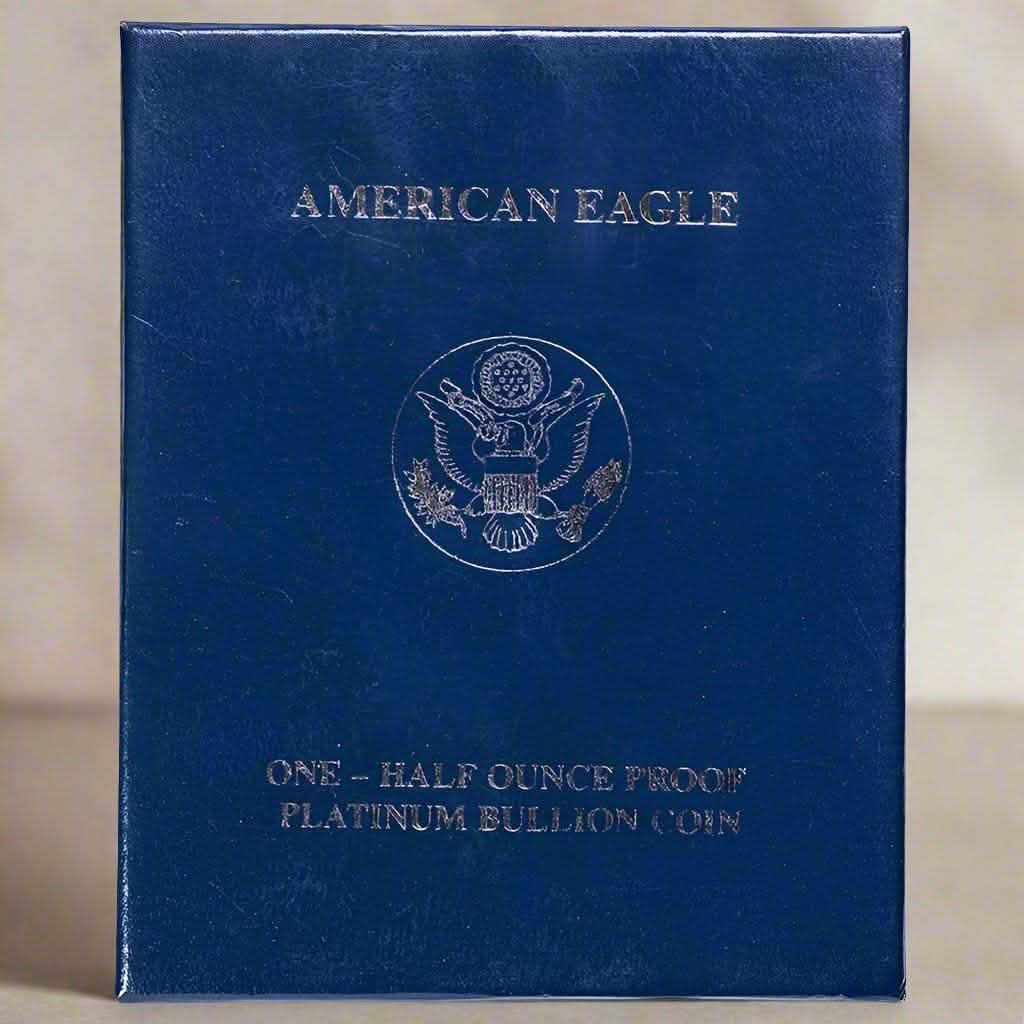 AMERICAN EAGLE
ONE – HALF OUNCE PROOF
PLATINUM BULLION COIN